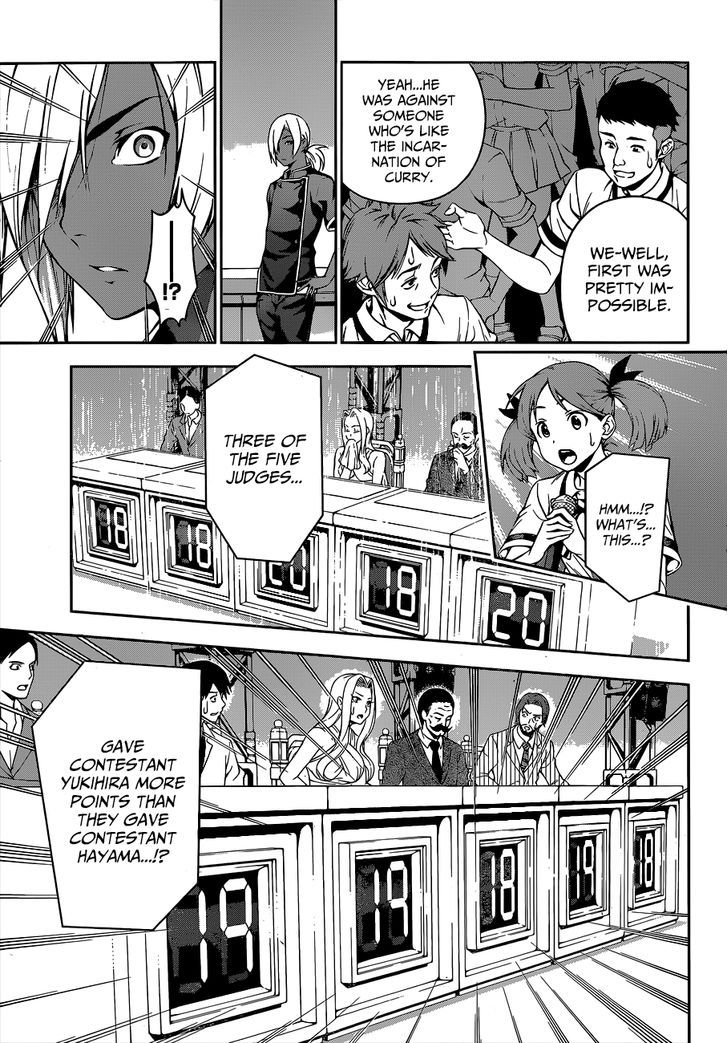 WE-WELL,
FIRST WAS
PRETTY IM-
POSSIBLE.
YEAH...HE
WAS AGAINST
SOMEONE
WHO'S LIKE
THE INCAR-
NATION OF
CURRY.
—!?
HMM...!?
WHAT'S...
THIS...?
THREE OF
THE FIVE
JUDGES...
18
18
20
18
20
GAVE
CONTESTANT
YUKIHIRA MORE
POINTS THAN
THEY GAVE
CONTESTANT
HAYAMA...!?
19
19
18
19
18